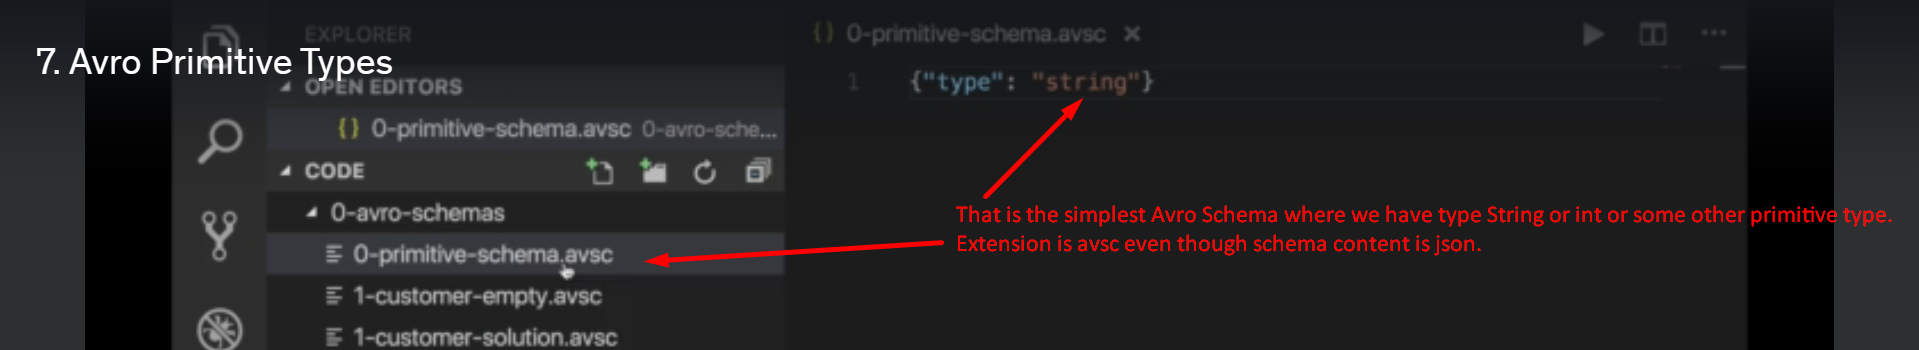 EXPLORER
7. Avro Primitive Types
OPEN EDITORS
{} 0-primitive-schema.avsc 0-avro-sche...
CODE
0-avro-schemas
0-primitive-schema.avsc
1-customer-empty.avsc
1-customer-solution.avsc
{} 0-primitive-schema.avsc ×
1 {"type": "string"}
That is the simplest Avro Schema where we have type String or int or some other primitive type.
Extension is avsc even though schema content is json.